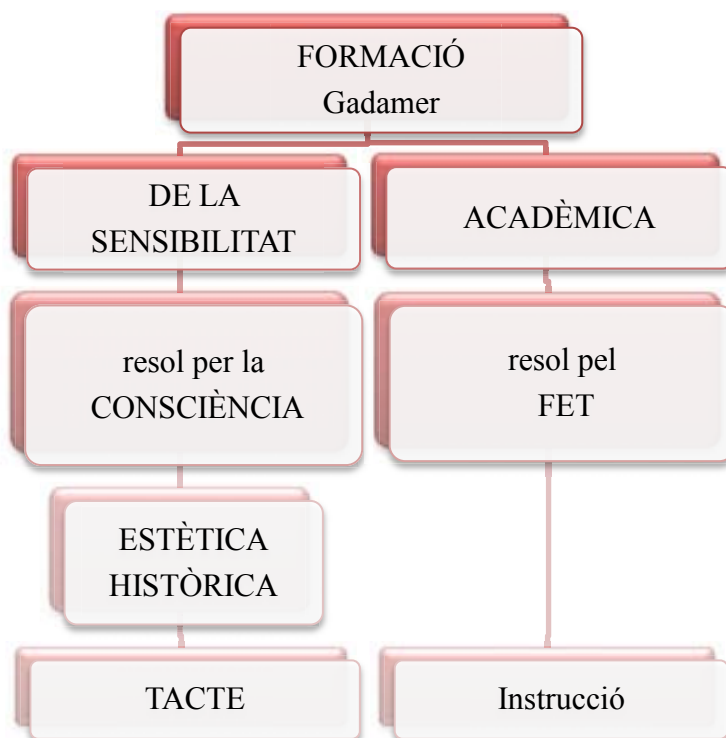 FORMACIÓ
Gadamer
DE LA
SENSIBILITAT
ACADÈMICA
resol per la
CONSCIÈNCIA
resol pel
FET
ESTÈTICA
HISTÒRICA
TACTE
Instrucció